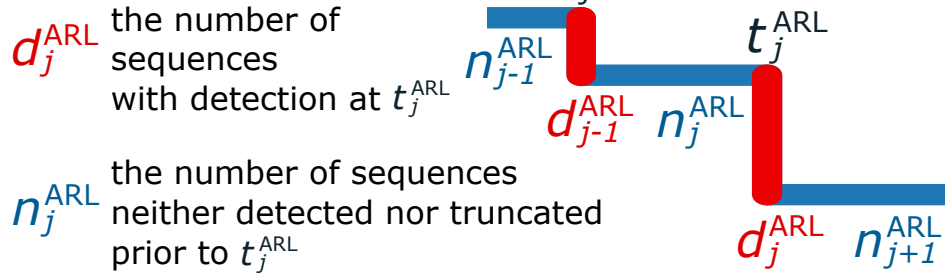 d_j^ARL the number of
sequences
with detection at t_j^ARL
n_j^ARL the number of sequences
neither detected nor truncated
prior to t_j^ARL
t_j^ARL
n_{j-1}^ARL
d_{j-1}^ARL n_j^ARL
d_j^ARL n_{j+1}^ARL